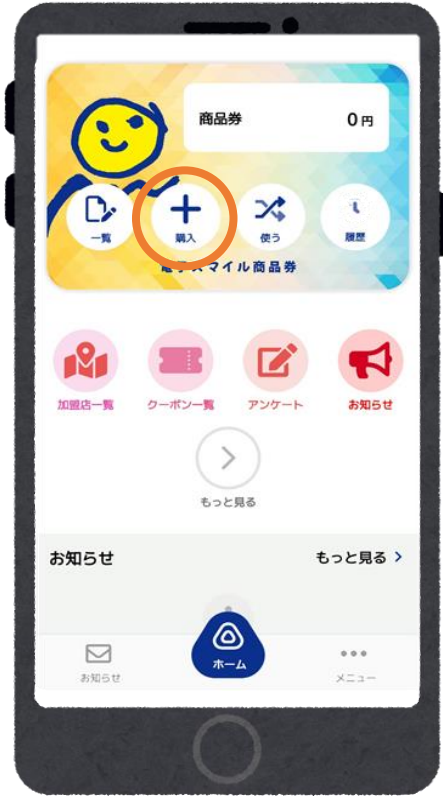 商品券
0円
一覧
購入
使う
履歴
電子スマイル商品券
加盟店一覧
クーポン一覧
アンケート
お知らせ
もっと見る
お知らせ
もっと見る
お知らせ
ホーム
メニュー